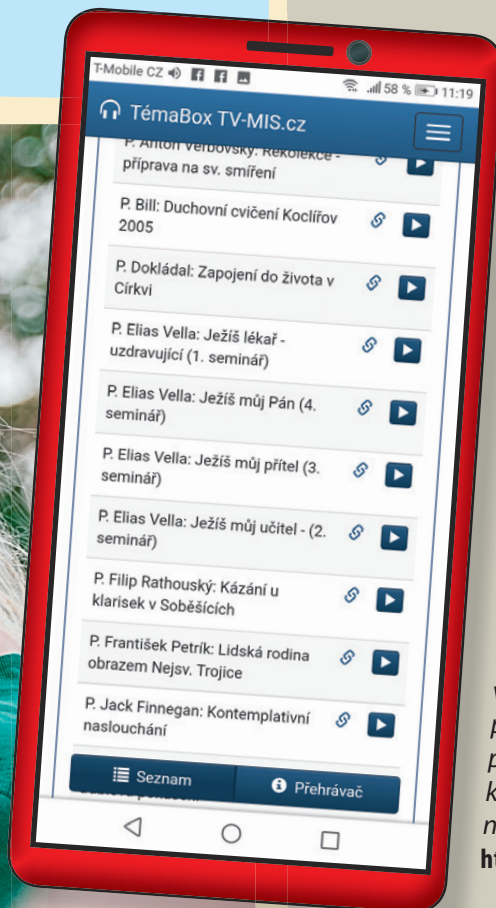 T-Mobile CZ 58 % 11:19
TémaBox TV-MIS.cz
P. Anton Verbovský: Rekolekce -
příprava na sv. smíření
P. Bill: Duchovní cvičení Koclířov
2005
P. Dokládal: Zapojení do života v
Církvi
P. Elias Vella: Ježíš lékař -
uzdravující (1. seminář)
P. Elias Vella: Ježíš můj Pán (4.
seminář)
P. Elias Vella: Ježíš můj přítel (3.
seminář)
P. Elias Vella: Ježíš můj učitel - (2.
seminář)
P. Filip Rathouský: Kázání u
klarisek v Soběšicích
P. František Petrík: Lidská rodina
obrazem Nejsv. Trojice
P. Jack Finnegan: Kontemplativní
naslouchání
Seznam Přehrávač